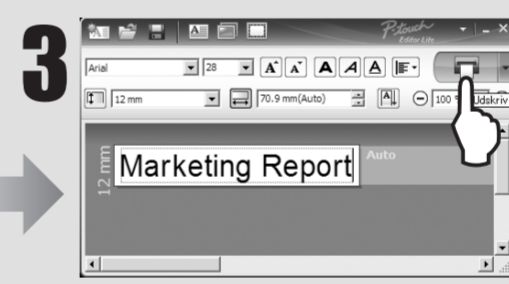 3
P-touch
Editor Lite
Arial 28 A A A A A
12 mm 70.9 mm(Auto) A 100 %
Udskriv
12 mm
Marketing Report
Auto